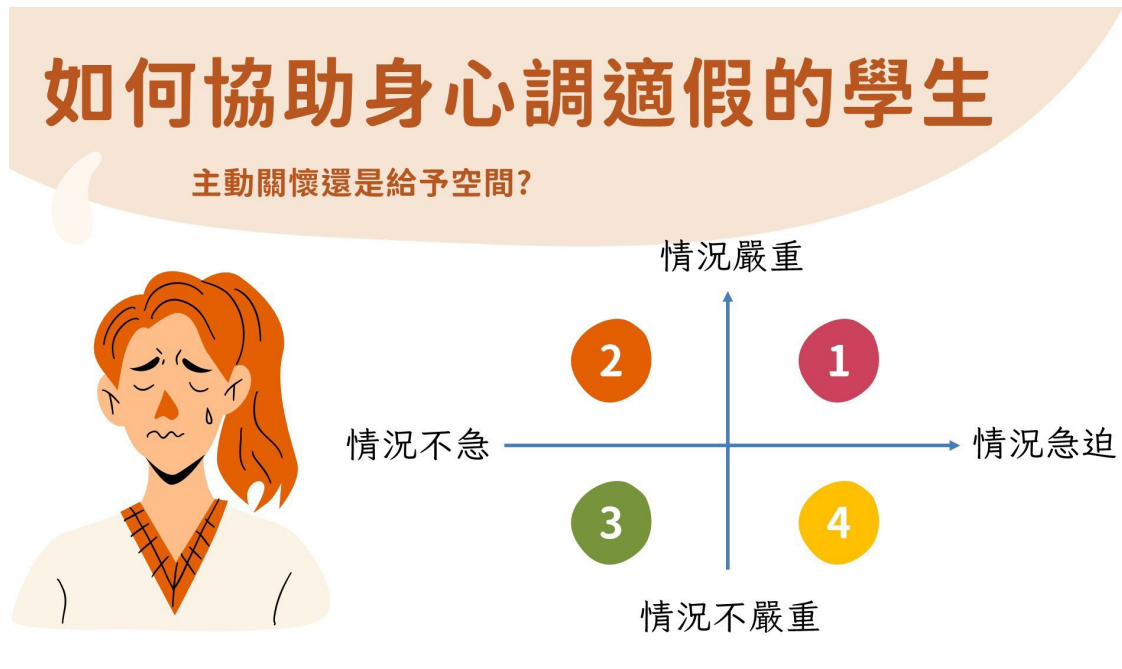 如何協助身心調適假的學生
主動關懷還是給予空間?
情況嚴重
2
1
情況不急
情況急迫
3
4
情況不嚴重